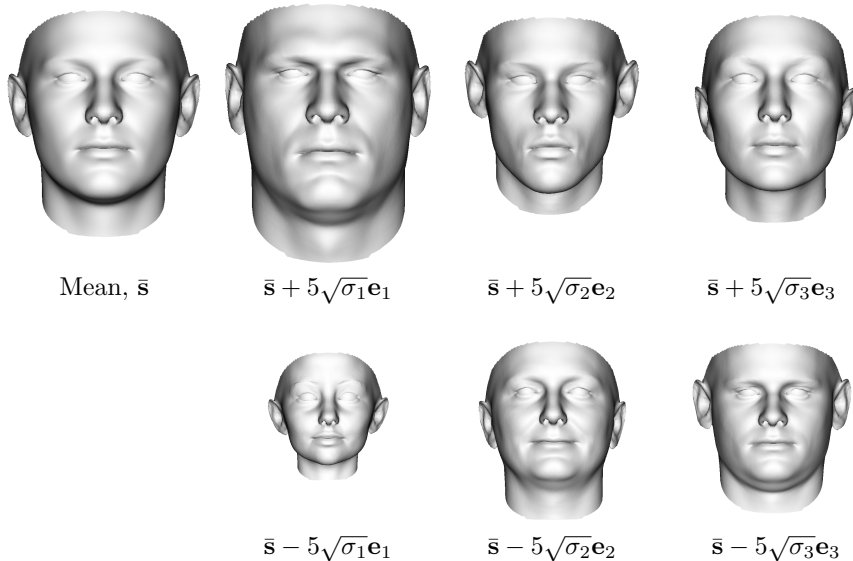 Mean, s̄
s̄ + 5√σ₁e₁
s̄ + 5√σ₂e₂
s̄ + 5√σ₃e₃
s̄ − 5√σ₁e₁
s̄ − 5√σ₂e₂
s̄ − 5√σ₃e₃